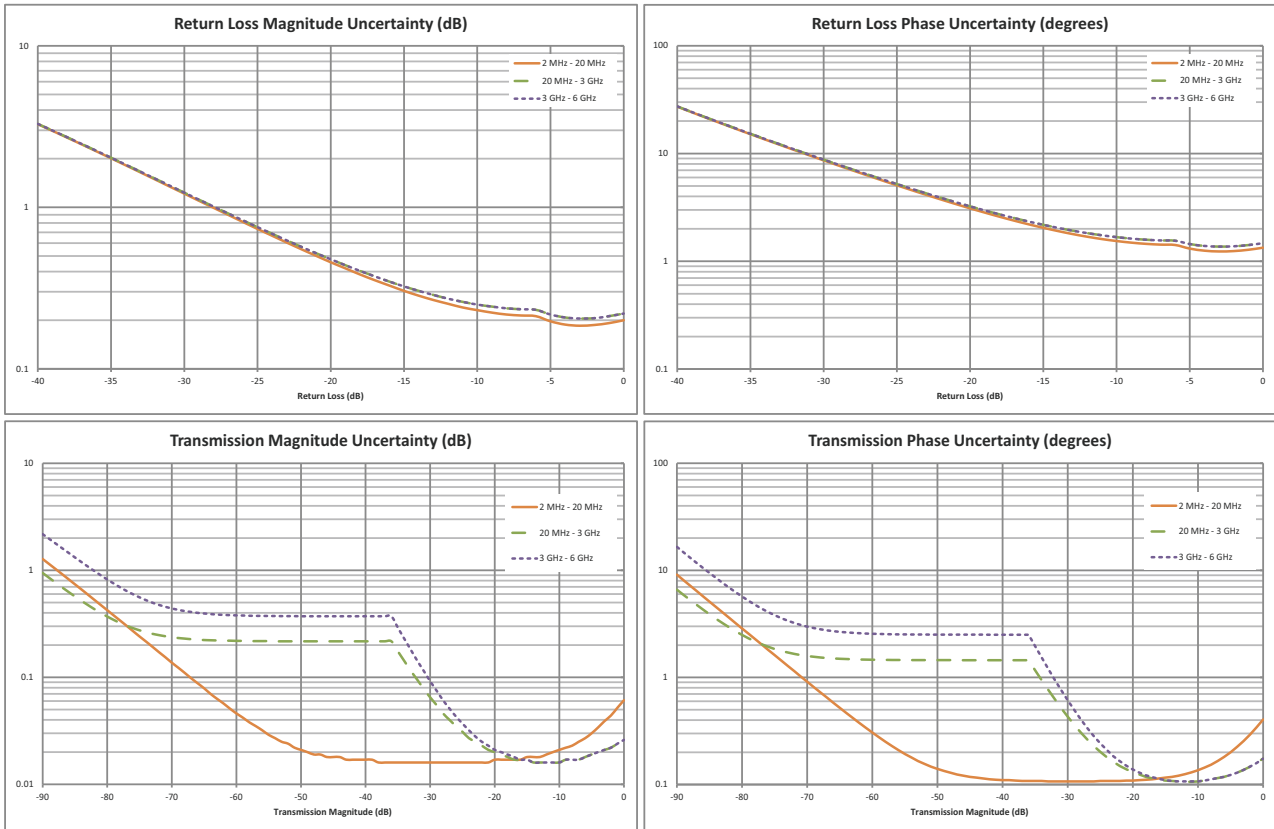 Return Loss Magnitude Uncertainty (dB)
10
1
0.1
2 MHz - 20 MHz
20 MHz - 3 GHz
3 GHz - 6 GHz
-40 -35 -30 -25 -20 -15 -10 -5 0
Return Loss (dB)
Return Loss Phase Uncertainty (degrees)
100
10
1
0.1
2 MHz - 20 MHz
20 MHz - 3 GHz
3 GHz - 6 GHz
-40 -35 -30 -25 -20 -15 -10 -5 0
Return Loss (dB)
Transmission Magnitude Uncertainty (dB)
10
1
0.1
0.01
2 MHz - 20 MHz
20 MHz - 3 GHz
3 GHz - 6 GHz
-90 -80 -70 -60 -50 -40 -30 -20 -10 0
Transmission Magnitude (dB)
Transmission Phase Uncertainty (degrees)
100
10
1
0.1
2 MHz - 20 MHz
20 MHz - 3 GHz
3 GHz - 6 GHz
-90 -80 -70 -60 -50 -40 -30 -20 -10 0
Transmission Magnitude (dB)